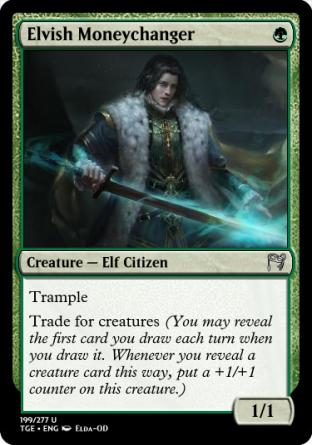 Elvish Moneychanger
Creature — Elf Citizen
Trample
Trade for creatures (You may reveal
the first card you draw each turn when
you draw it. Whenever you reveal a
creature card this way, put a +1/+1
counter on this creature.)
1/1
199/277 U
TGE • ENG Elda-OD